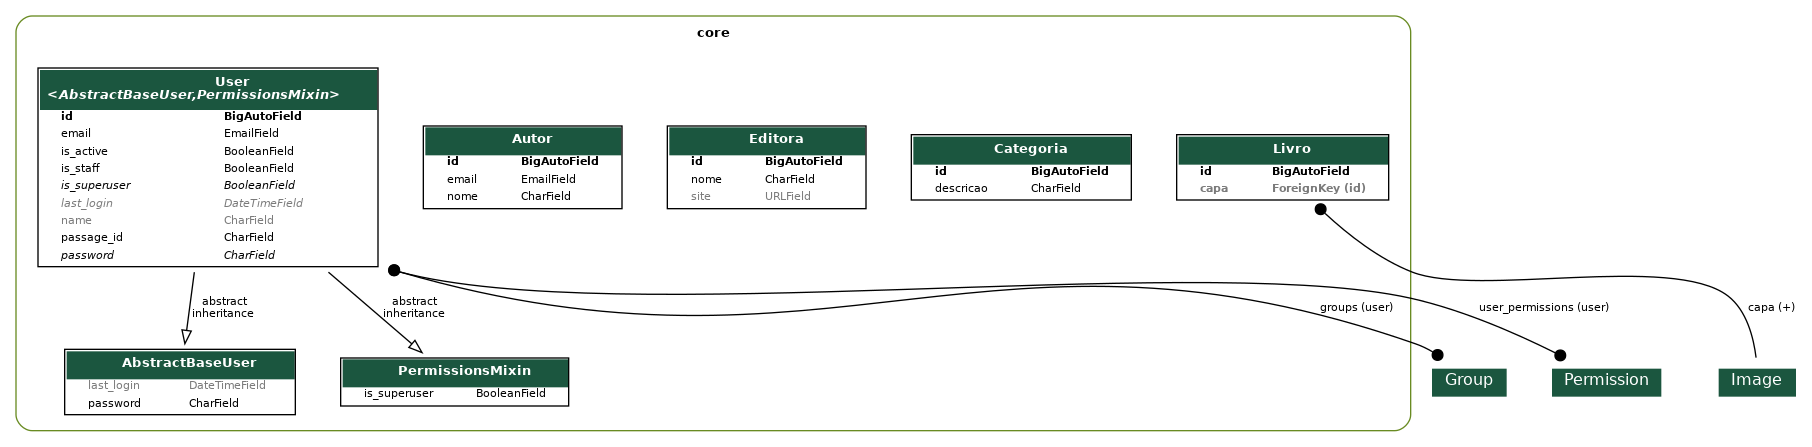 core
User
<AbstractBaseUser,PermissionsMixin>
id BigAutoField
email EmailField
is_active BooleanField
is_staff BooleanField
is_superuser BooleanField
last_login DateTimeField
name CharField
passage_id CharField
password CharField
Autor
id BigAutoField
email EmailField
nome CharField
Editora
id BigAutoField
nome CharField
site URLField
Categoria
id BigAutoField
descricao CharField
Livro
id BigAutoField
capa ForeignKey (id)
abstract
inheritance
abstract
inheritance
groups (user)
user_permissions (user)
capa (+)
AbstractBaseUser
last_login DateTimeField
password CharField
PermissionsMixin
is_superuser BooleanField
Group
Permission
Image